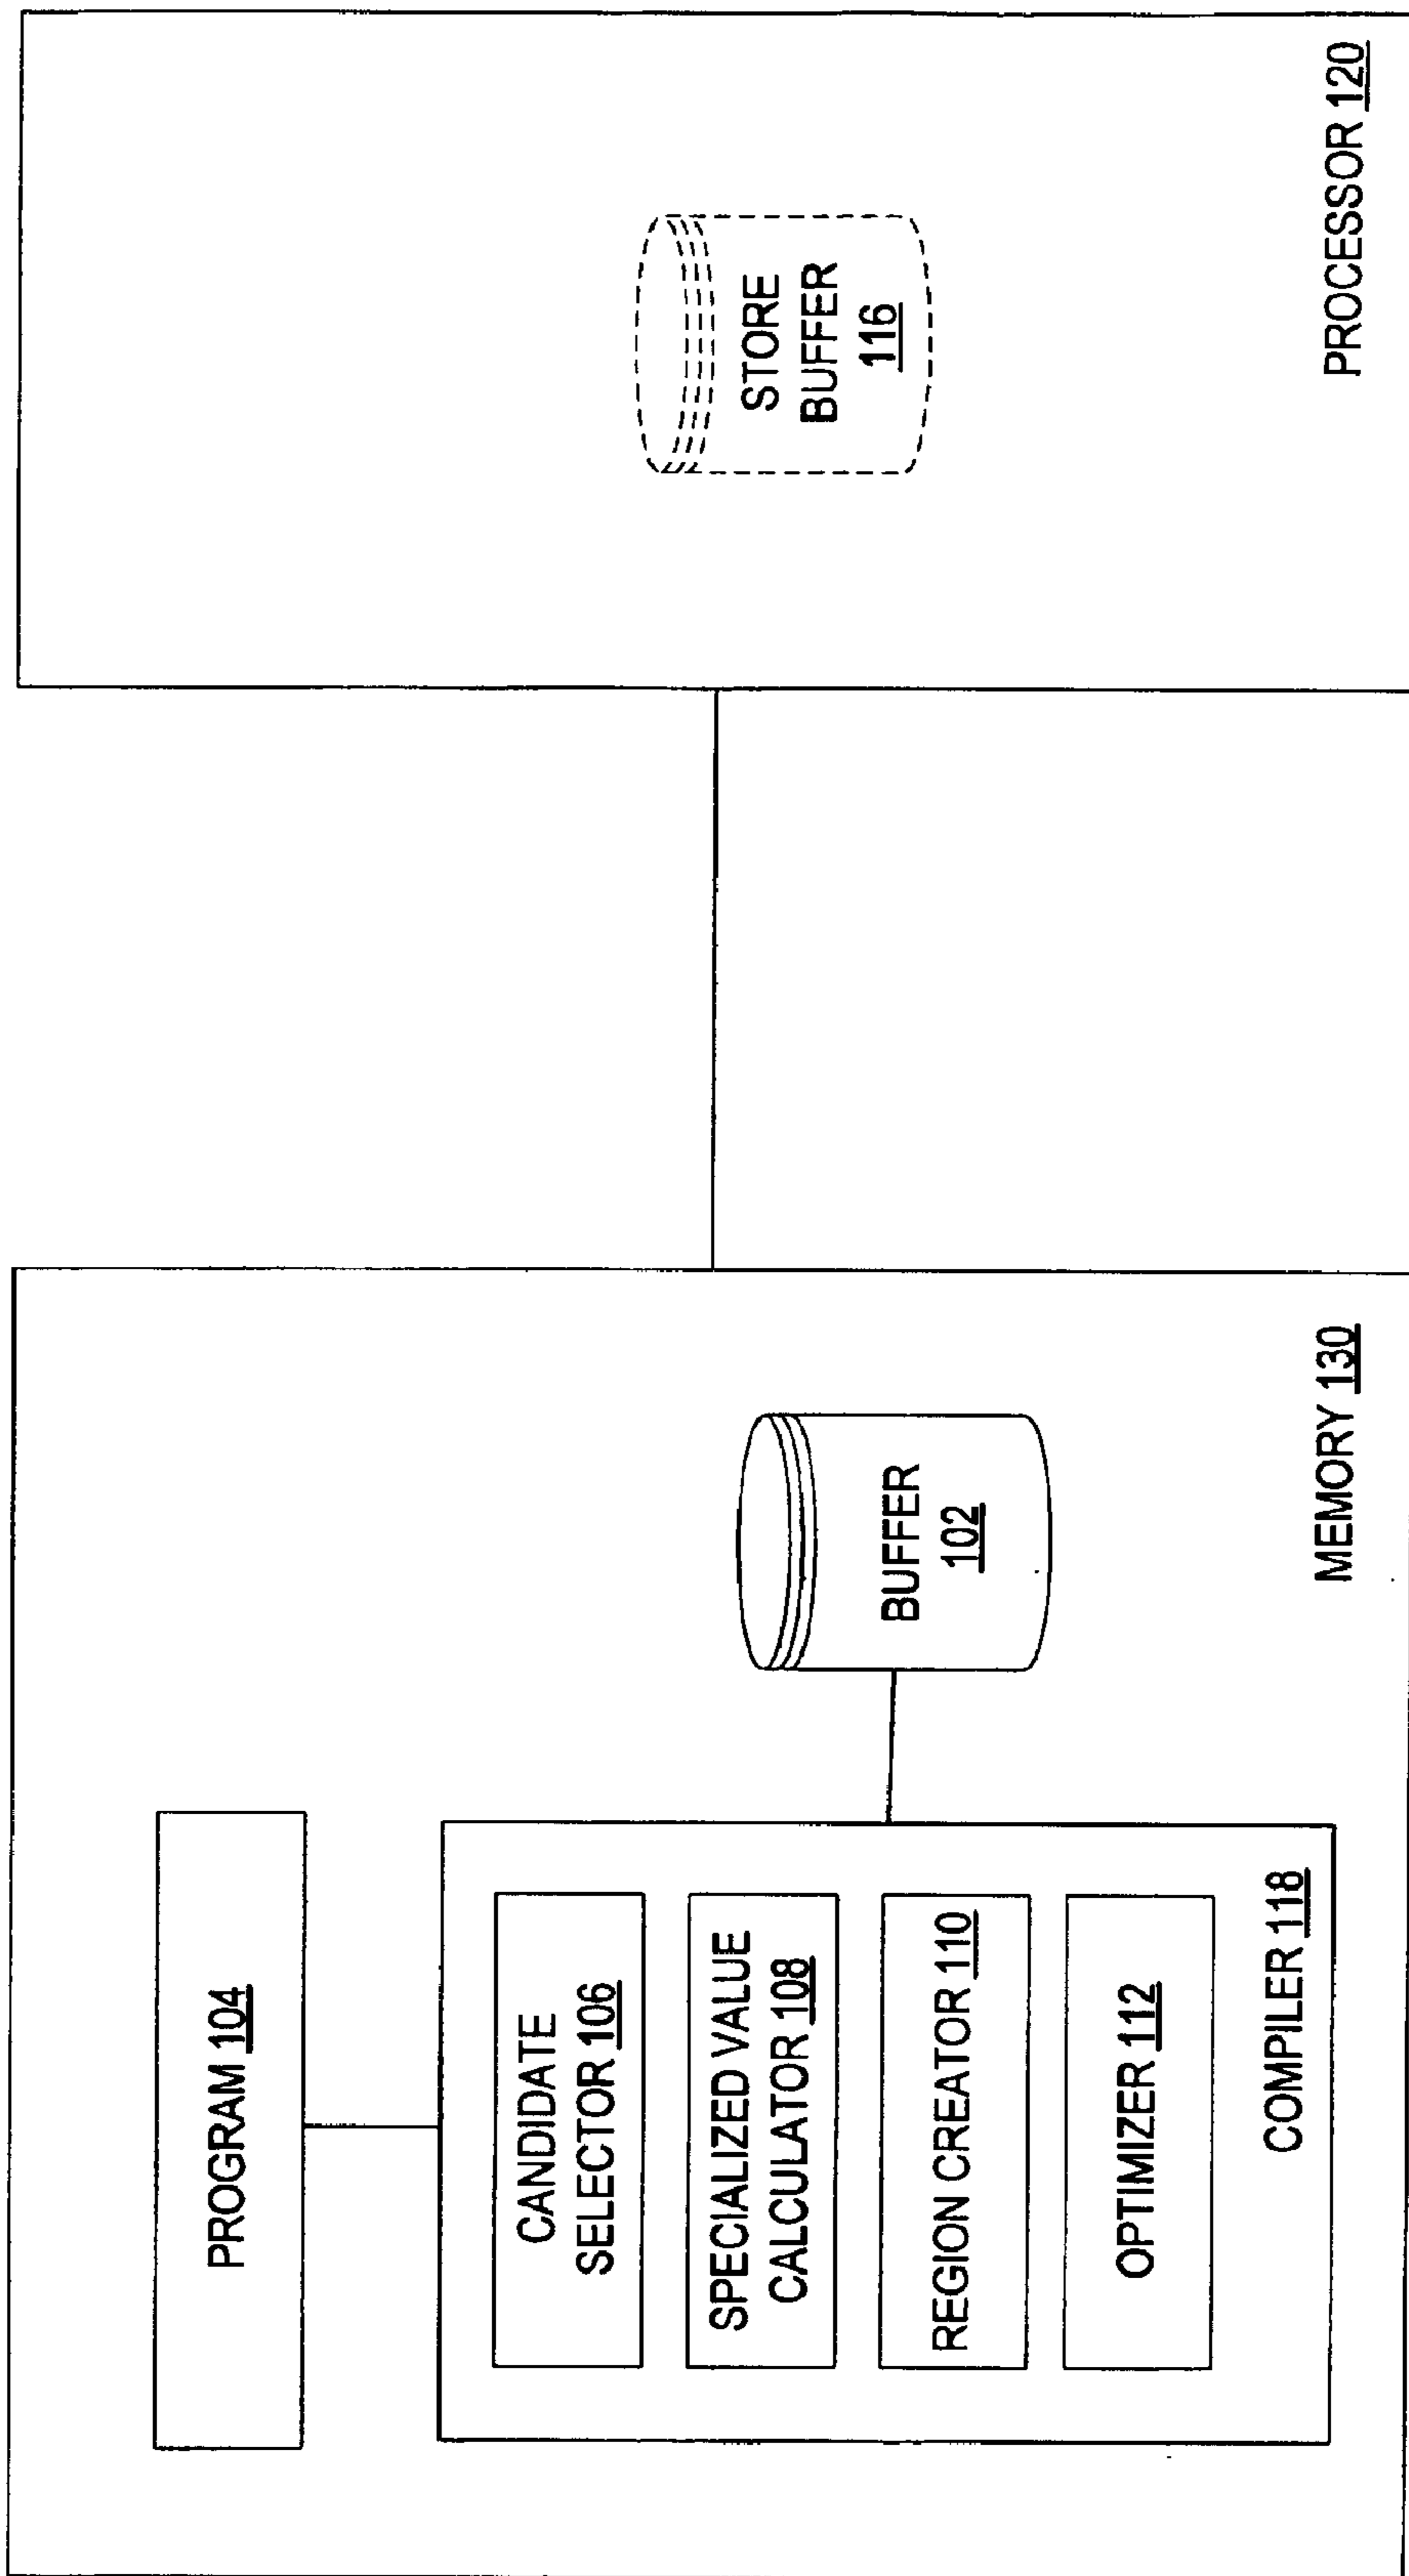 PROGRAM 104
CANDIDATE
SELECTOR 106
SPECIALIZED VALUE
CALCULATOR 108
REGION CREATOR 110
OPTIMIZER 112
COMPILER 118
BUFFER
102
MEMORY 130
STORE
BUFFER
116
PROCESSOR 120